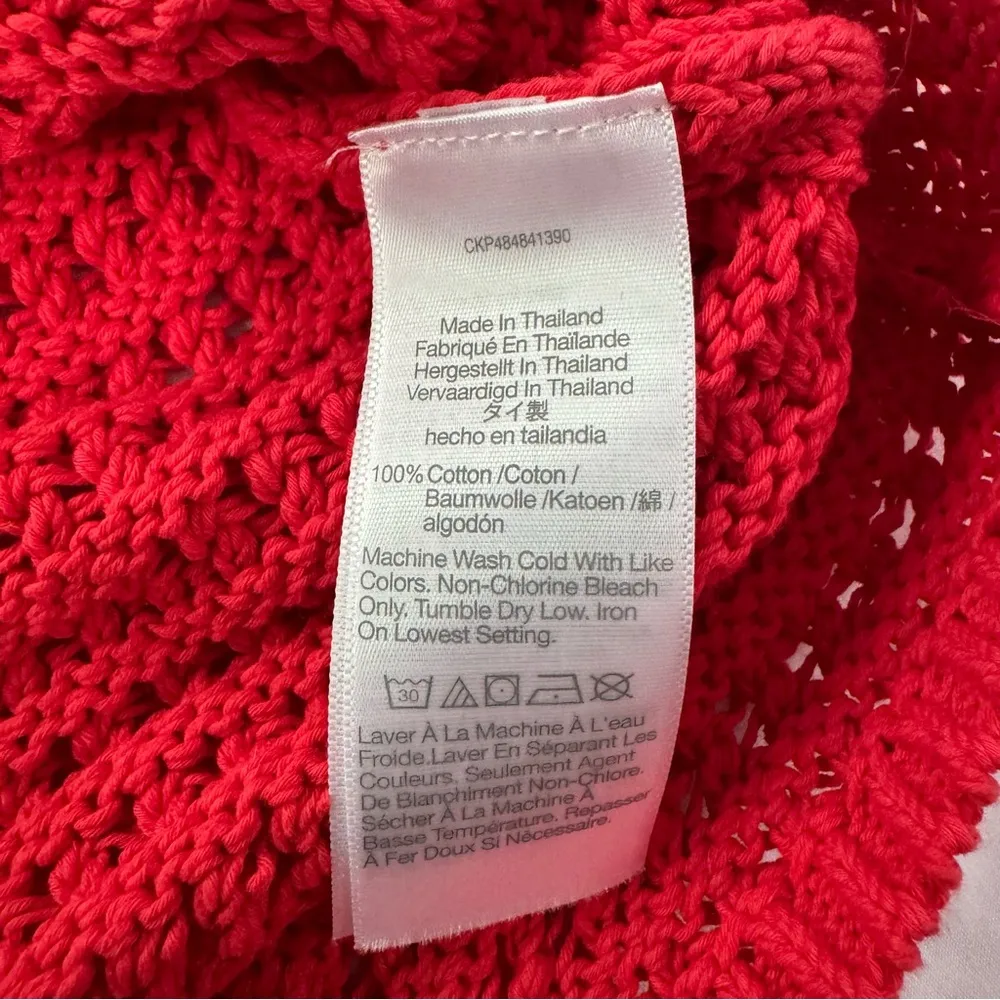 CKP484841390
Made In Thailand
Fabriqué En Thaïlande
Hergestellt In Thailand
Vervaardigd In Thailand
タイ製
hecho en tailandia
100% Cotton /Coton /
Baumwolle /Katoen /綿 /
algodón
Machine Wash Cold With Like
Colors. Non-Chlorine Bleach
Only, Tumble Dry Low. Iron
On Lowest Setting.
30
Laver À La Machine À L'eau
Froide.Laver En Séparant Les
Couleurs. Seulement Agent
De Blanchiment Non-Chlore.
Sécher À La Machine À
Basse Température. Repasser
À Fer Doux Si Nécessaire.